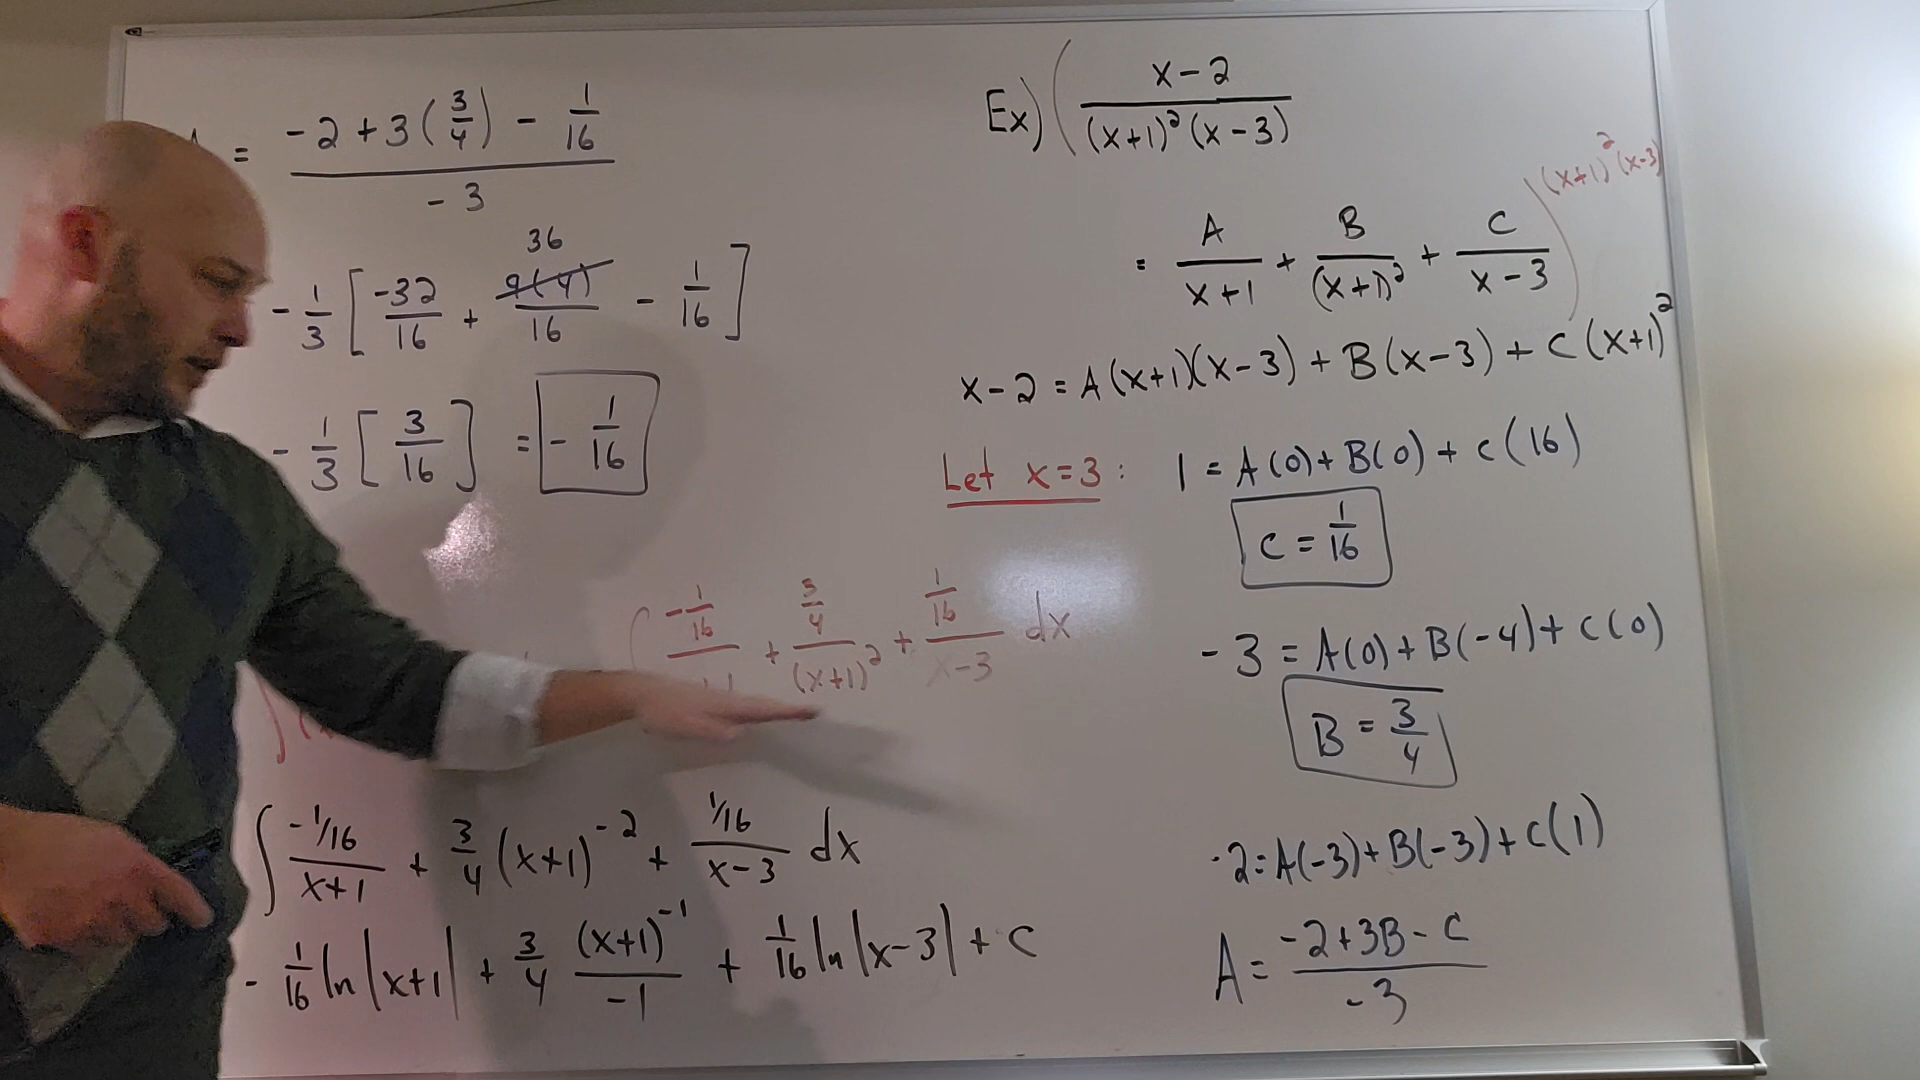 = (-2 + 3(3/4) - 1/16) / -3
- 1/3 [ -32/16 + 9(4)/16 - 1/16 ]
36
- 1/3 [ 3/16 ] = - 1/16
∫ (-1/16)/ + (3/4)/(x+1)² + (1/16)/(x-3) dx
∫ (-1/16)/(x+1) + 3/4 (x+1)^-2 + (1/16)/(x-3) dx
- 1/16 ln|x+1| + 3/4 (x+1)^-1/-1 + 1/16 ln|x-3| + C
Ex) ( (x-2) / ((x+1)²(x-3))
= A/(x+1) + B/(x+1)² + C/(x-3) ) (x+1)²(x-3)
x-2 = A(x+1)(x-3) + B(x-3) + C(x+1)²
Let x=3: 1 = A(0) + B(0) + C(16)
C = 1/16
-3 = A(0) + B(-4) + C(0)
B = 3/4
-2 = A(-3) + B(-3) + C(1)
A = (-2+3B-C)/-3